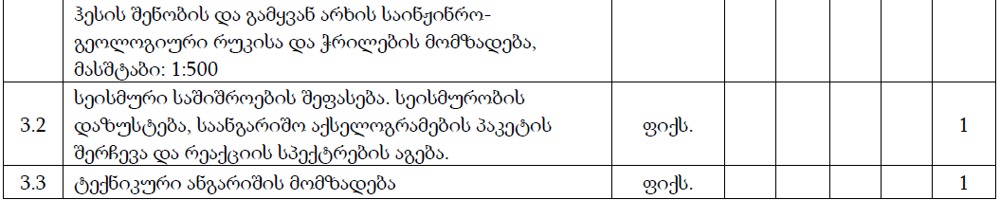 ჰესის შენობის და გამყვან არხის საინჟინრო-
გეოლოგიური რუკისა და ჭრილების მომზადება,
მასშტაბი: 1:500
3.2 სეისმური საშიშროების შეფასება. სეისმურობის
დაზუსტება, საანგარიშო აქსელოგრამების პაკეტის
შერჩევა და რეაქციის სპექტრების აგება.
ფიქს. 1
3.3 ტექნიკური ანგარიშის მომზადება ფიქს. 1